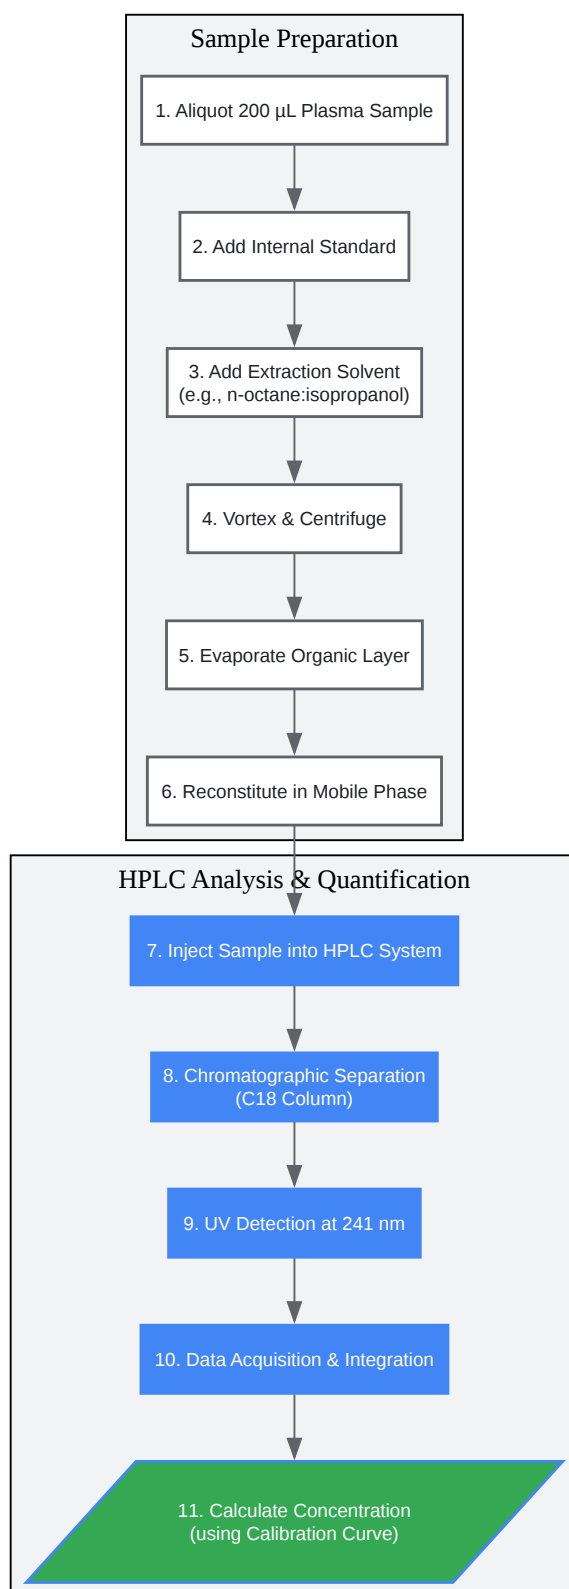 Sample Preparation
1. Aliquot 200 µL Plasma Sample
2. Add Internal Standard
3. Add Extraction Solvent
(e.g., n-octane:isopropanol)
4. Vortex & Centrifuge
5. Evaporate Organic Layer
6. Reconstitute in Mobile Phase
HPLC Analysis & Quantification
7. Inject Sample into HPLC System
8. Chromatographic Separation
(C18 Column)
9. UV Detection at 241 nm
10. Data Acquisition & Integration
11. Calculate Concentration
(using Calibration Curve)